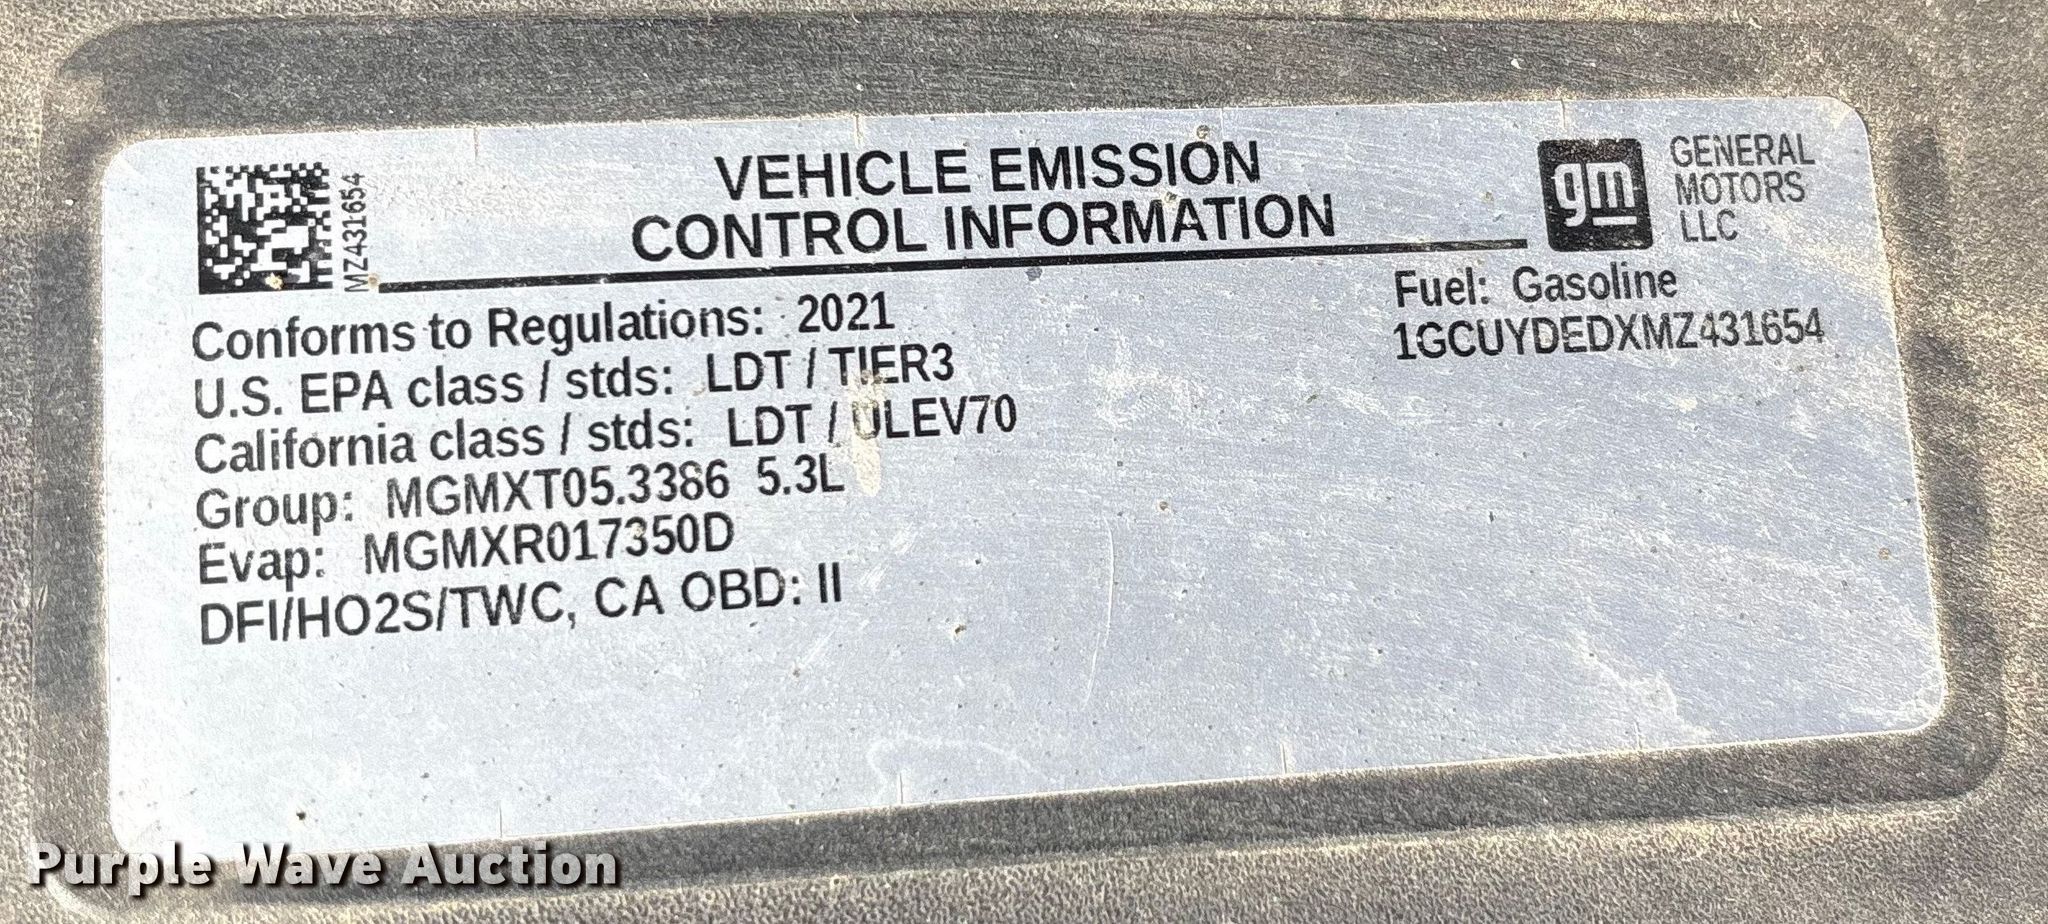 MZ431654
VEHICLE EMISSION
CONTROL INFORMATION
gm
GENERAL
MOTORS
LLC
Conforms to Regulations: 2021
U.S. EPA class / stds: LDT / TIER3
California class / stds: LDT / ULEV70
Group: MGMXT05.3386 5.3L
Evap: MGMXR017350D
DFI/HO2S/TWC, CA OBD: II
Fuel: Gasoline
1GCUYDEDXMZ431654
Purple Wave Auction